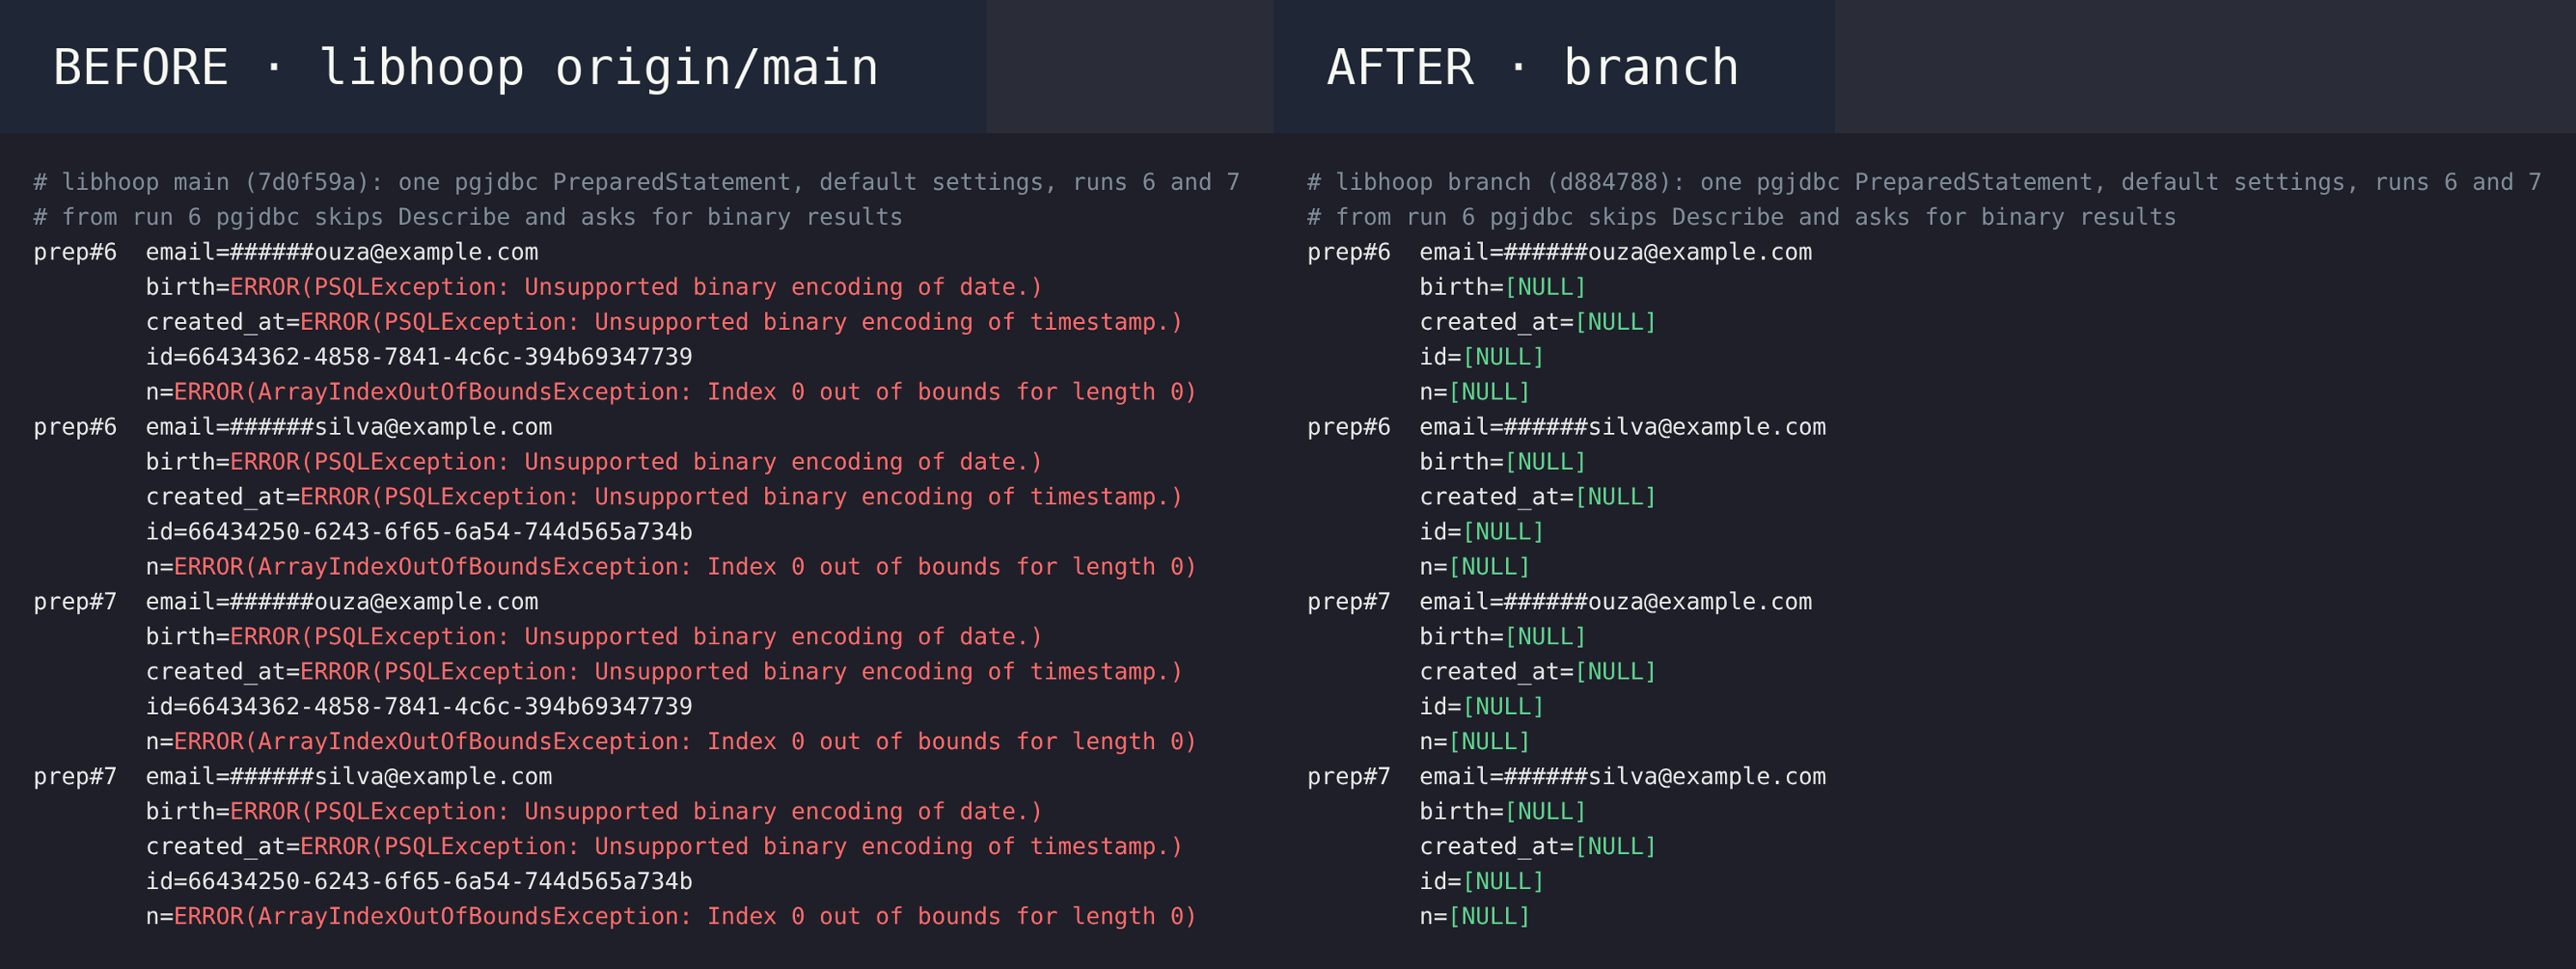 BEFORE · libhoop origin/main
# libhoop main (7d0f59a): one pgjdbc PreparedStatement, default settings, runs 6 and 7
# from run 6 pgjdbc skips Describe and asks for binary results
prep#6  email=######ouza@example.com
        birth=ERROR(PSQLException: Unsupported binary encoding of date.)
        created_at=ERROR(PSQLException: Unsupported binary encoding of timestamp.)
        id=66434362-4858-7841-4c6c-394b69347739
        n=ERROR(ArrayIndexOutOfBoundsException: Index 0 out of bounds for length 0)
prep#6  email=######silva@example.com
        birth=ERROR(PSQLException: Unsupported binary encoding of date.)
        created_at=ERROR(PSQLException: Unsupported binary encoding of timestamp.)
        id=66434250-6243-6f65-6a54-744d565a734b
        n=ERROR(ArrayIndexOutOfBoundsException: Index 0 out of bounds for length 0)
prep#7  email=######ouza@example.com
        birth=ERROR(PSQLException: Unsupported binary encoding of date.)
        created_at=ERROR(PSQLException: Unsupported binary encoding of timestamp.)
        id=66434362-4858-7841-4c6c-394b69347739
        n=ERROR(ArrayIndexOutOfBoundsException: Index 0 out of bounds for length 0)
prep#7  email=######silva@example.com
        birth=ERROR(PSQLException: Unsupported binary encoding of date.)
        created_at=ERROR(PSQLException: Unsupported binary encoding of timestamp.)
        id=66434250-6243-6f65-6a54-744d565a734b
        n=ERROR(ArrayIndexOutOfBoundsException: Index 0 out of bounds for length 0)
AFTER · branch
# libhoop branch (d884788): one pgjdbc PreparedStatement, default settings, runs 6 and 7
# from run 6 pgjdbc skips Describe and asks for binary results
prep#6  email=######ouza@example.com
        birth=[NULL]
        created_at=[NULL]
        id=[NULL]
        n=[NULL]
prep#6  email=######silva@example.com
        birth=[NULL]
        created_at=[NULL]
        id=[NULL]
        n=[NULL]
prep#7  email=######ouza@example.com
        birth=[NULL]
        created_at=[NULL]
        id=[NULL]
        n=[NULL]
prep#7  email=######silva@example.com
        birth=[NULL]
        created_at=[NULL]
        id=[NULL]
        n=[NULL]